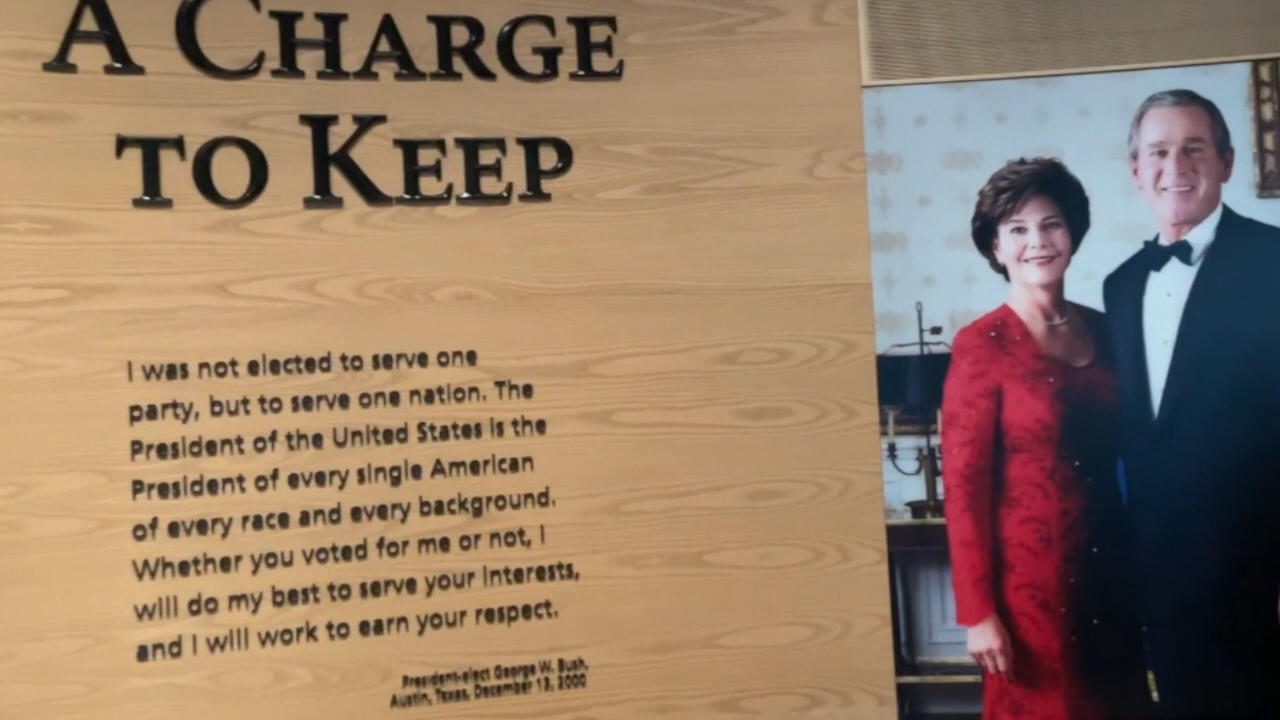 A CHARGE
TO KEEP
I was not elected to serve one
party, but to serve one nation. The
President of the United States is the
President of every single American
of every race and every background.
Whether you voted for me or not, I
will do my best to serve your interests,
and I will work to earn your respect.
President-elect George W. Bush,
Austin, Texas, December 13, 2000